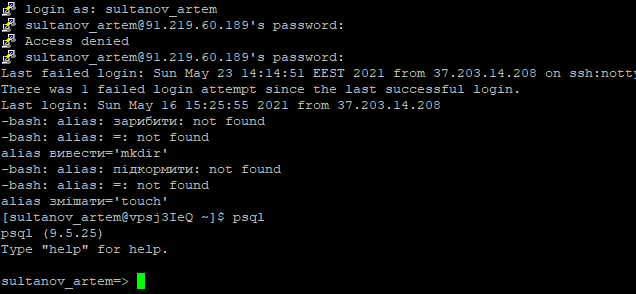 login as: sultanov_artem
sultanov_artem@91.219.60.189's password:
Access denied
sultanov_artem@91.219.60.189's password:
Last failed login: Sun May 23 14:14:51 EEST 2021 from 37.203.14.208 on ssh:notty
There was 1 failed login attempt since the last successful login.
Last login: Sun May 16 15:25:55 2021 from 37.203.14.208
-bash: alias: зарибити: not found
-bash: alias: =: not found
alias вивести='mkdir'
-bash: alias: підкормити: not found
-bash: alias: =: not found
alias змішати='touch'
[sultanov_artem@vpsj3IeQ ~]$ psql
psql (9.5.25)
Type "help" for help.
sultanov_artem=>